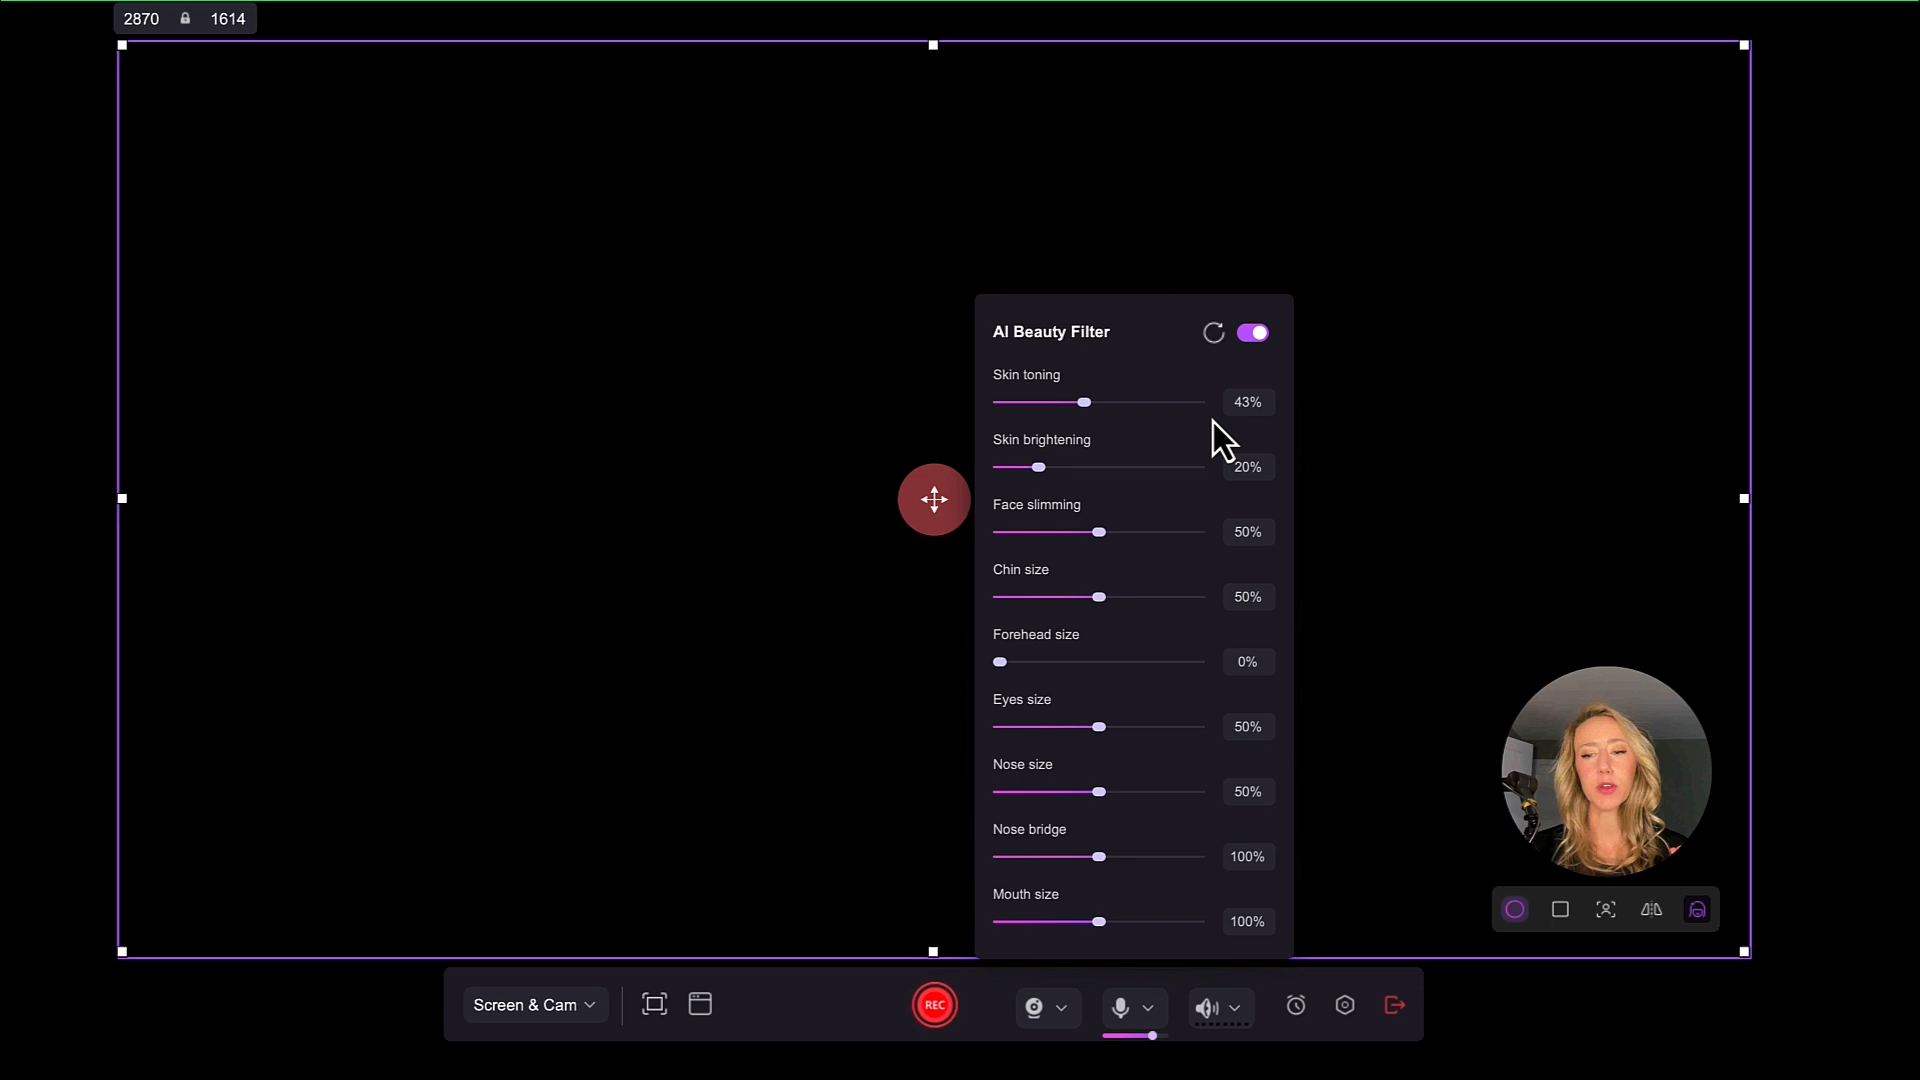 2870 1614
AI Beauty Filter
Skin toning
43%
Skin brightening
20%
Face slimming
50%
Chin size
50%
Forehead size
0%
Eyes size
50%
Nose size
50%
Nose bridge
100%
Mouth size
100%
Screen & Cam
REC